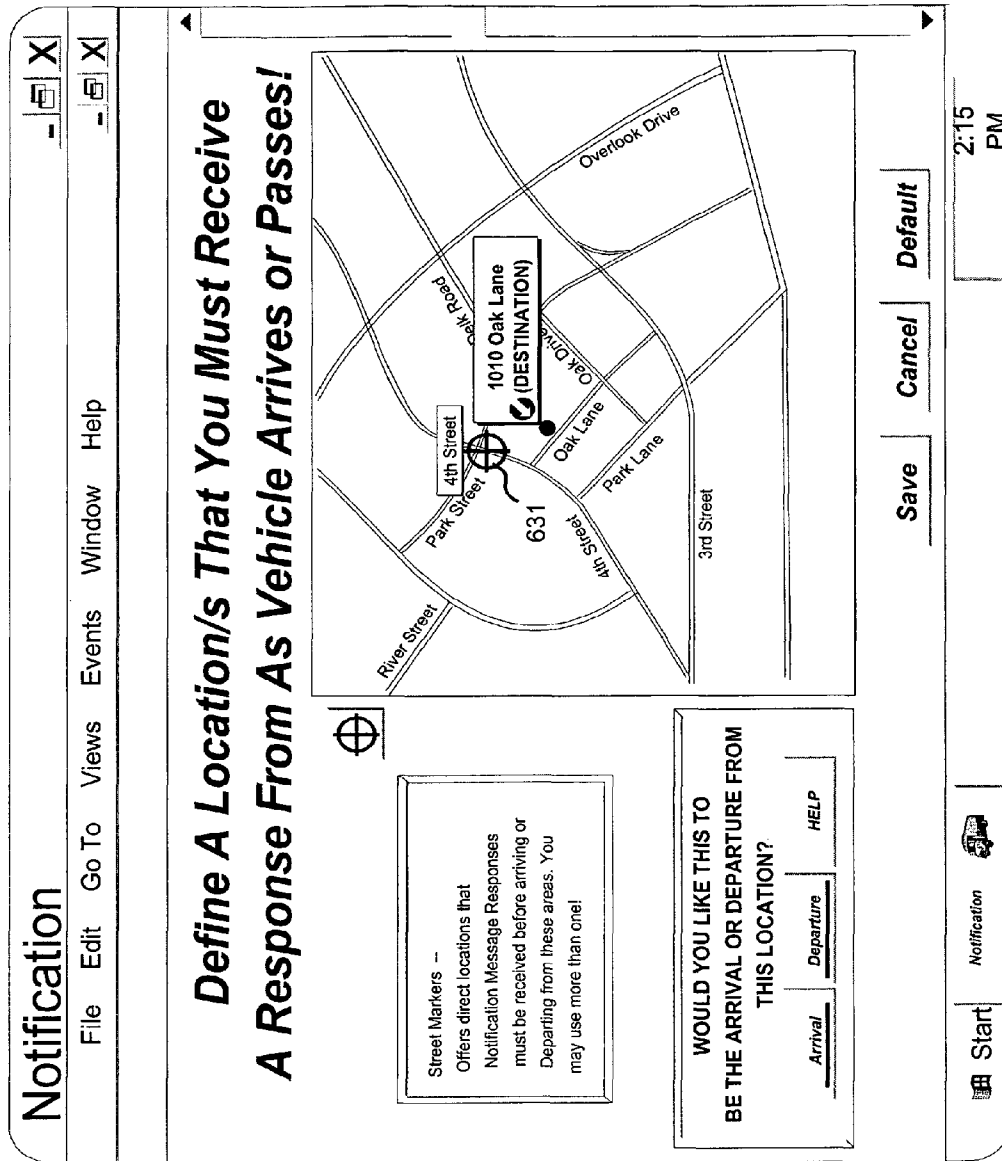 Notification
File Edit Go To Views Events Window Help
Define A Location/s That You Must Receive
A Response From As Vehicle Arrives or Passes!
Street Markers --
Offers direct locations that
Notification Message Responses
must be received before arriving or
Departing from these areas. You
may use more than one!
WOULD YOU LIKE THIS TO
BE THE ARRIVAL OR DEPARTURE FROM
THIS LOCATION?
Arrival Departure HELP
River Street
Park Street
4th Street
631
4th Street
1010 Oak Lane
(DESTINATION)
Road
Oak Drive
Oak Lane
Park Lane
3rd Street
Overlook Drive
Save Cancel Default
Start Notification 2:15
PM